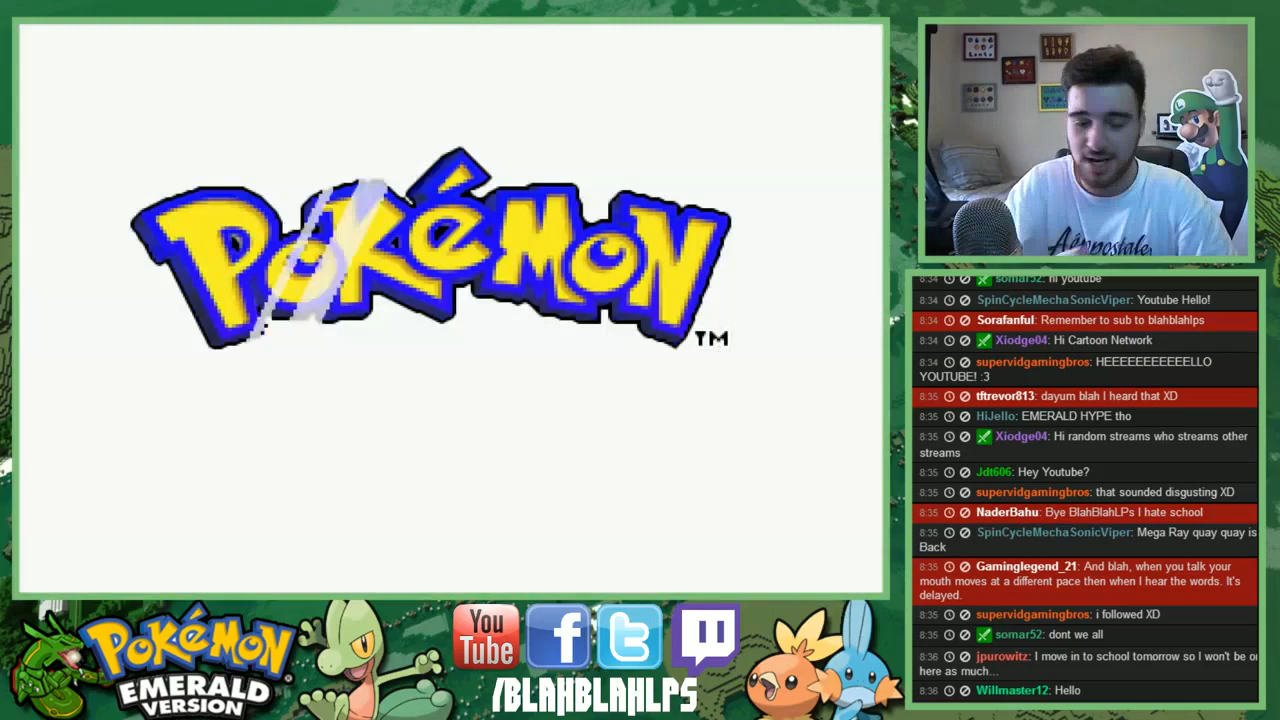 POKéMON
TM
Aéropostale
8:34 somar52: hi youtube
8:34 SpinCycleMechaSonicViper: Youtube Hello!
8:34 Sorafanful: Remember to sub to blahblahlps
8:34 Xiodge04: Hi Cartoon Network
8:34 supervidgamingbros: HEEEEEEEEEEELLO
YOUTUBE! :3
8:35 tftrevor813: dayum blah I heard that XD
8:35 HiJello: EMERALD HYPE tho
8:35 Xiodge04: Hi random streams who streams other
streams
8:35 Jdt606: Hey Youtube?
8:35 supervidgamingbros: that sounded disgusting XD
8:35 NaderBahu: Bye BlahBlahLPs I hate school
8:35 SpinCycleMechaSonicViper: Mega Ray quay quay is
Back
8:35 Gaminglegend_21: And blah, when you talk your
mouth moves at a different pace then when I hear the words. It's
delayed.
8:35 supervidgamingbros: i followed XD
8:35 somar52: dont we all
8:36 jpurowitz: I move in to school tomorrow so I won't be on
here as much...
8:36 Willmaster12: Hello
POKéMON
EMERALD
VERSION
You
Tube
/BLAHBLAHLPS